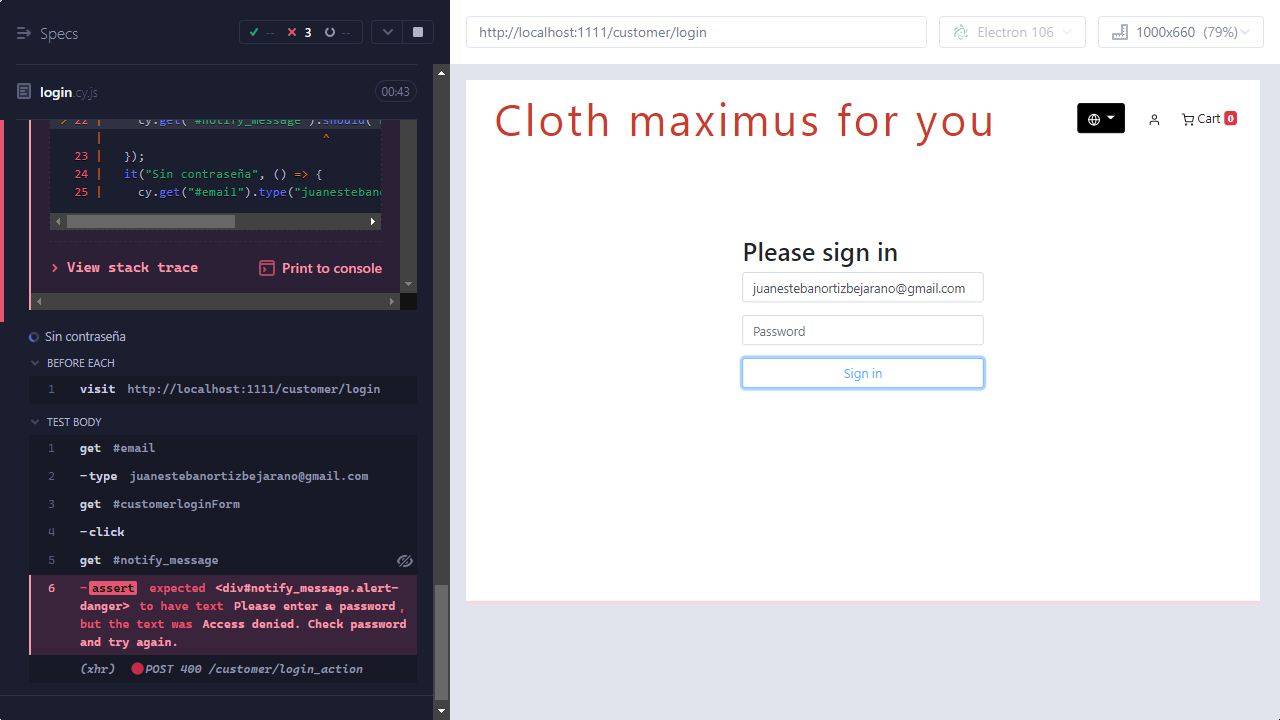 Specs
-- 3 --
login.cy.js 00:43
22 | cy.get("#notify_message").should(
| ^
23 | });
24 | it("Sin contraseña", () => {
25 | cy.get("#email").type("juanesteban
View stack trace
Print to console
Sin contraseña
BEFORE EACH
1 visit http://localhost:1111/customer/login
TEST BODY
1 get #email
2 -type juanestebanortizbejarano@gmail.com
3 get #customerloginForm
4 -click
5 get #notify_message
6 -assert expected <div#notify_message.alert-
danger> to have text Please enter a password,
but the text was Access denied. Check password
and try again.
(xhr) POST 400 /customer/login_action
http://localhost:1111/customer/login
Electron 106
1000x660 (79%)
Cloth maximus for you
Cart 0
Please sign in
juanestebanortizbejarano@gmail.com
Password
Sign in